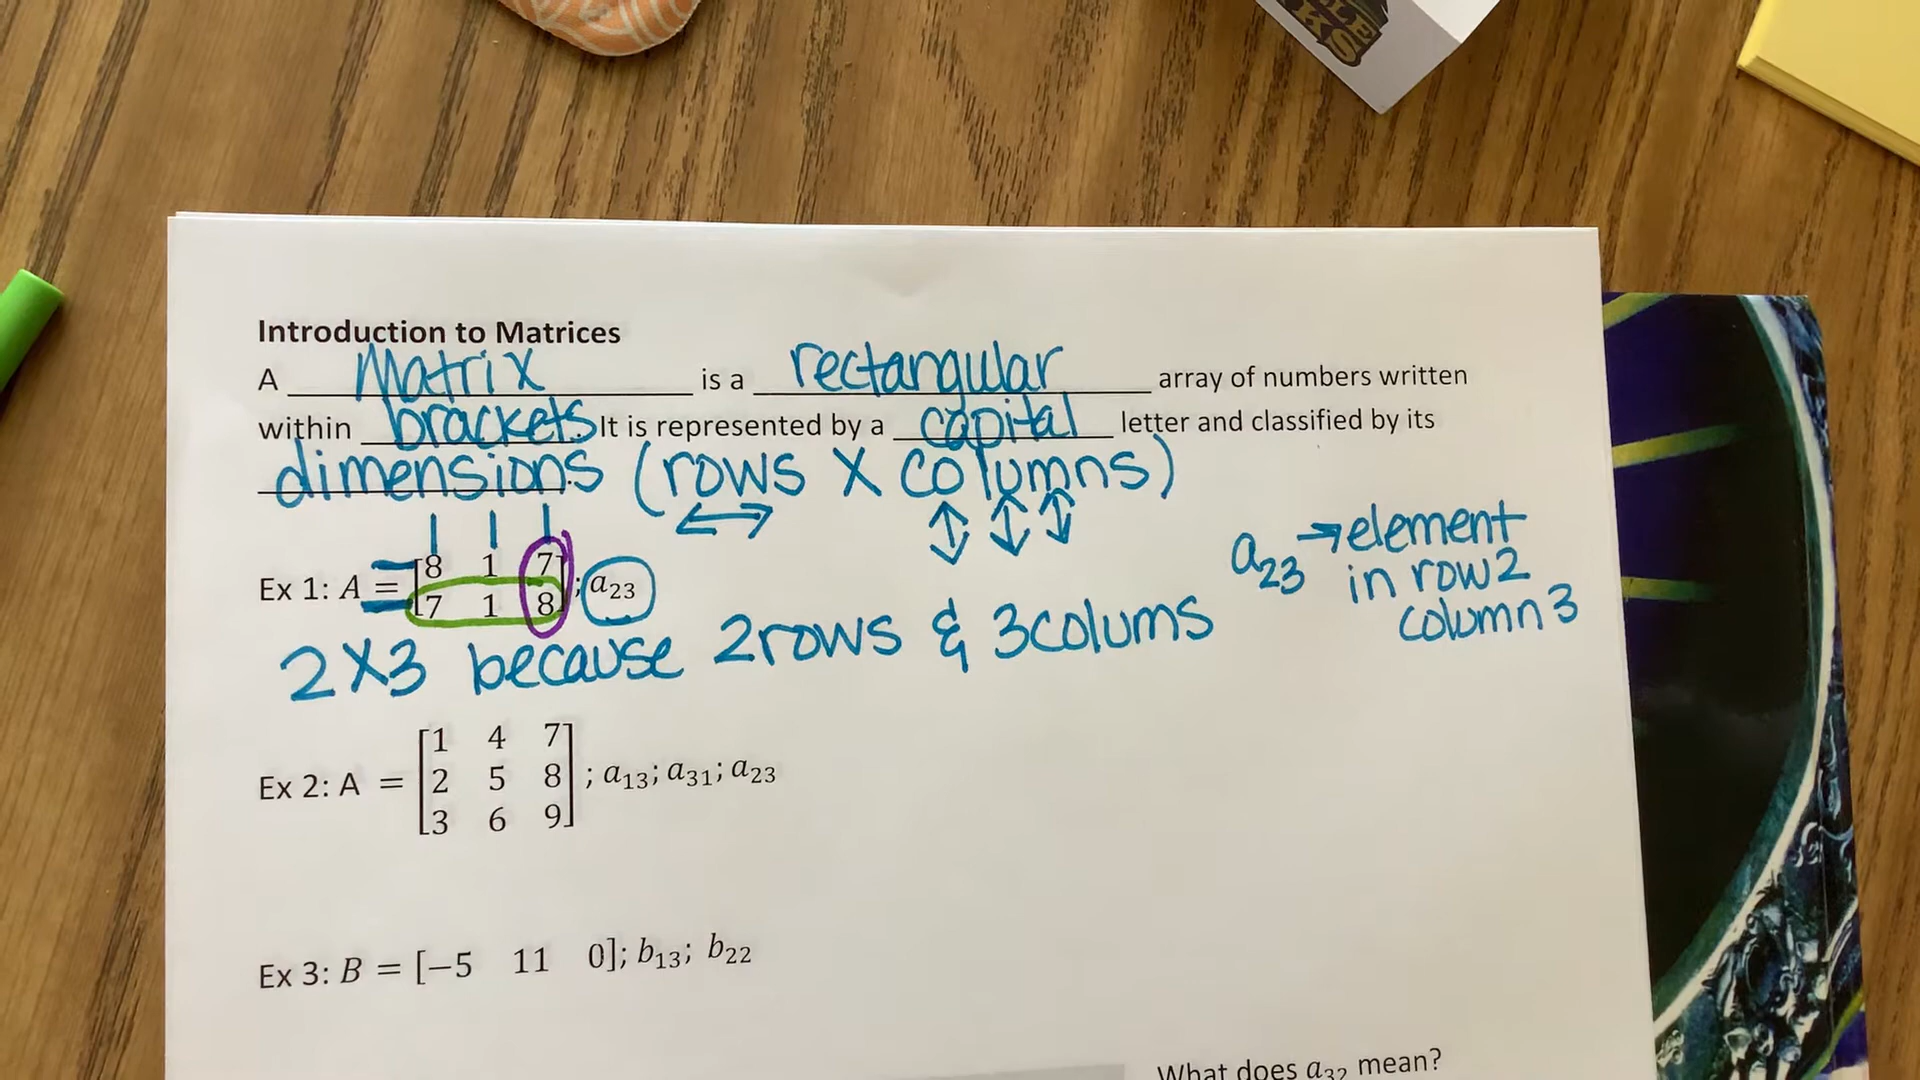 Introduction to Matrices
A Matrix is a rectangular array of numbers written
within brackets. It is represented by a capital letter and classified by its
dimensions (rows X columns).
Ex 1: A = [8 1 7
7 1 8]; a23
a23 → element
in row 2
column 3
2X3 because 2rows & 3colums
Ex 2: A = [1 4 7
2 5 8
3 6 9]; a13; a31; a23
Ex 3: B = [−5 11 0]; b13; b22
What does a32 mean?